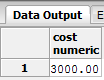 Data Output E
cost
numeric
1 3000.00